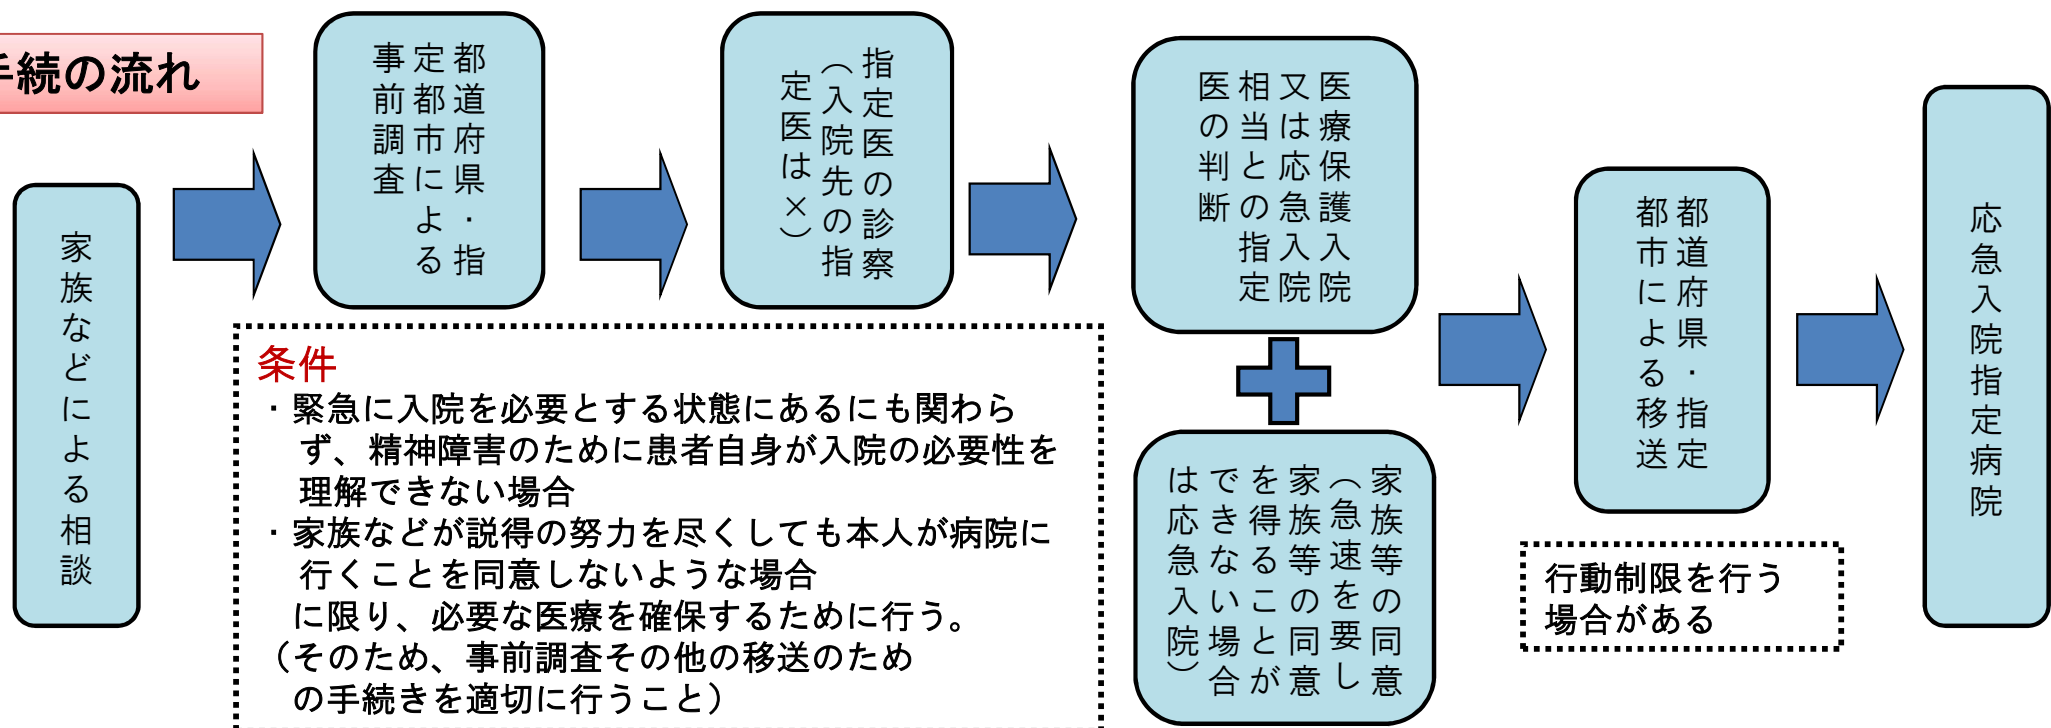 手続の流れ
家族などによる相談
都道府県・指
定都市による
事前調査
指定医の診察
（入院先の指
定医は×）
医療保護入院
又は応急入院
相当との指定
医の判断
家族等の同意
（急速を要し
家族等の同意
を得ることが
できない場合
は応急入院）
都道府県・指定
都市による移送
応急入院指定病院
条件
・緊急に入院を必要とする状態にあるにも関わら
ず、精神障害のために患者自身が入院の必要性を
理解できない場合
・家族などが説得の努力を尽くしても本人が病院に
行くことを同意しないような場合
に限り、必要な医療を確保するために行う。
（そのため、事前調査その他の移送のため
の手続きを適切に行うこと）
行動制限を行う
場合がある